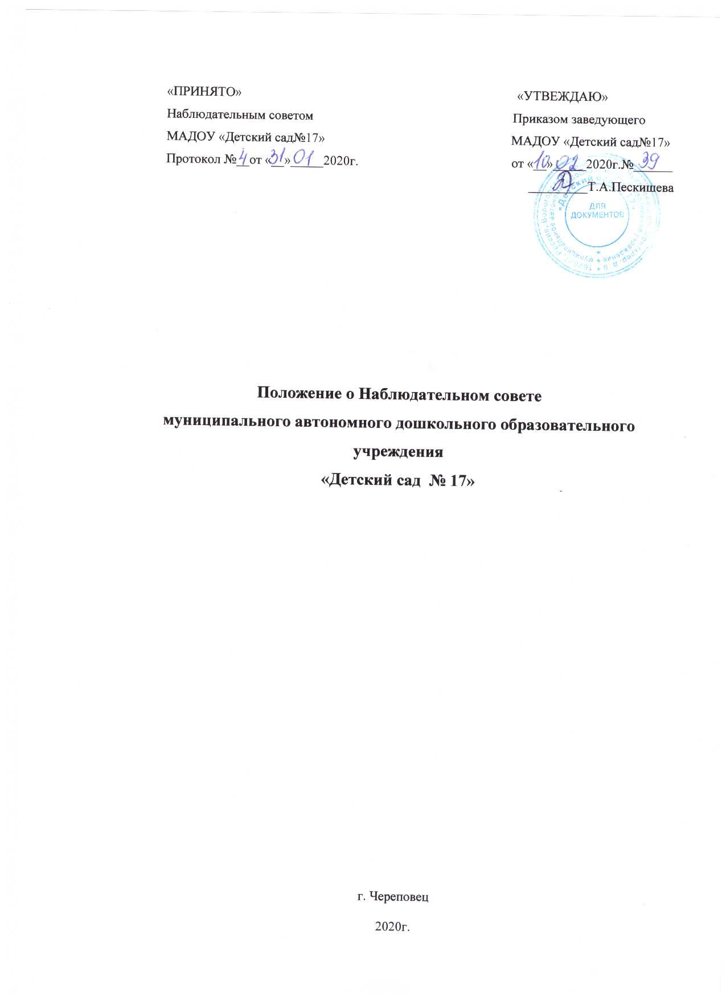 «ПРИНЯТО»
Наблюдательным советом
МАДОУ «Детский сад№17»
Протокол №4 от «31» 01 2020г.
«УТВЕЖДАЮ»
Приказом заведующего
МАДОУ «Детский сад№17»
от «10» 02 2020г.№ 39
Т.А.Пескишева
«Детский
ДЛЯ
ДОКУМЕНТОВ
Положение о Наблюдательном совете
муниципального автономного дошкольного образовательного
учреждения
«Детский сад № 17»
г. Череповец
2020г.